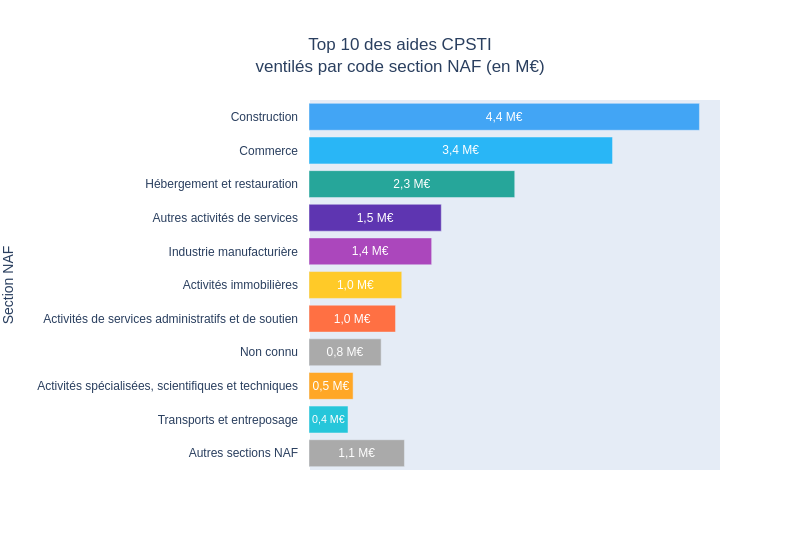 Top 10 des aides CPSTI
ventilés par code section NAF (en M€)
Section NAF
Construction 4,4 M€
Commerce 3,4 M€
Hébergement et restauration 2,3 M€
Autres activités de services 1,5 M€
Industrie manufacturière 1,4 M€
Activités immobilières 1,0 M€
Activités de services administratifs et de soutien 1,0 M€
Non connu 0,8 M€
Activités spécialisées, scientifiques et techniques 0,5 M€
Transports et entreposage 0,4 M€
Autres sections NAF 1,1 M€